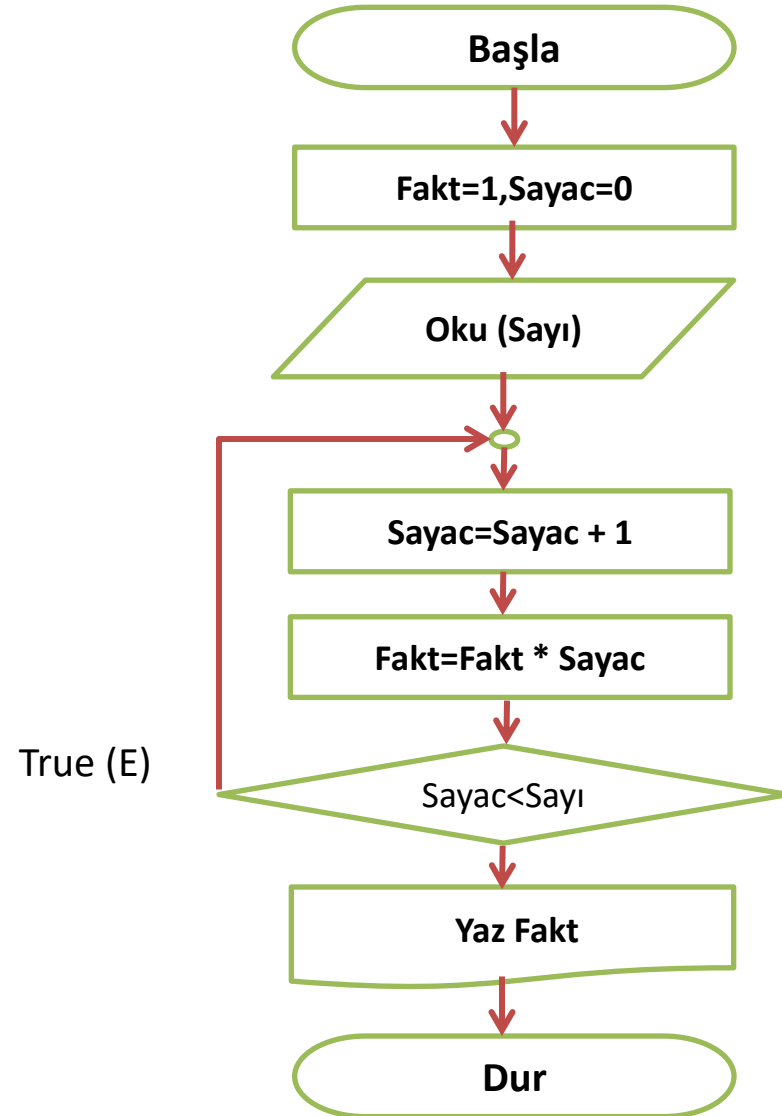 Başla
Fakt=1,Sayac=0
Oku (Sayı)
Sayac=Sayac + 1
Fakt=Fakt * Sayac
True (E)
Sayac<Sayı
Yaz Fakt
Dur